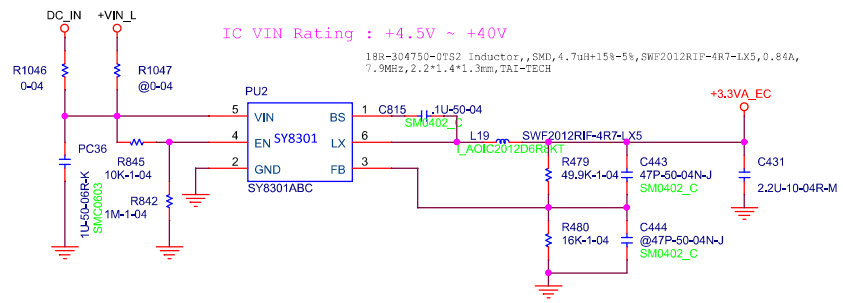 DC_IN +VIN_L
IC VIN Rating : +4.5V ~ +40V
18R-304750-0TS2 Inductor,,SMD,4.7uH+15%-5%,SWF2012RIF-4R7-LX5,0.84A,
7.9MHz,2.2*1.4*1.3mm,TAI-TECH
R1046
0-04
R1047
@0-04
PU2
5 VIN
4 EN
2 GND
SY8301
BS 1
LX 6
FB 3
SY8301ABC
C815 .1U-50-04
SM0402_C
L19 SWF2012RIF-4R7-LX5
+3.3VA_EC
PC36
1U-50-06R-K
SMC0603
R845
10K-1-04
R842
1M-1-04
R479
49.9K-1-04
C443
47P-50-04N-J
SM0402_C
C431
2.2U-10-04R-M
R480
16K-1-04
C444
@47P-50-04N-J
SM0402_C